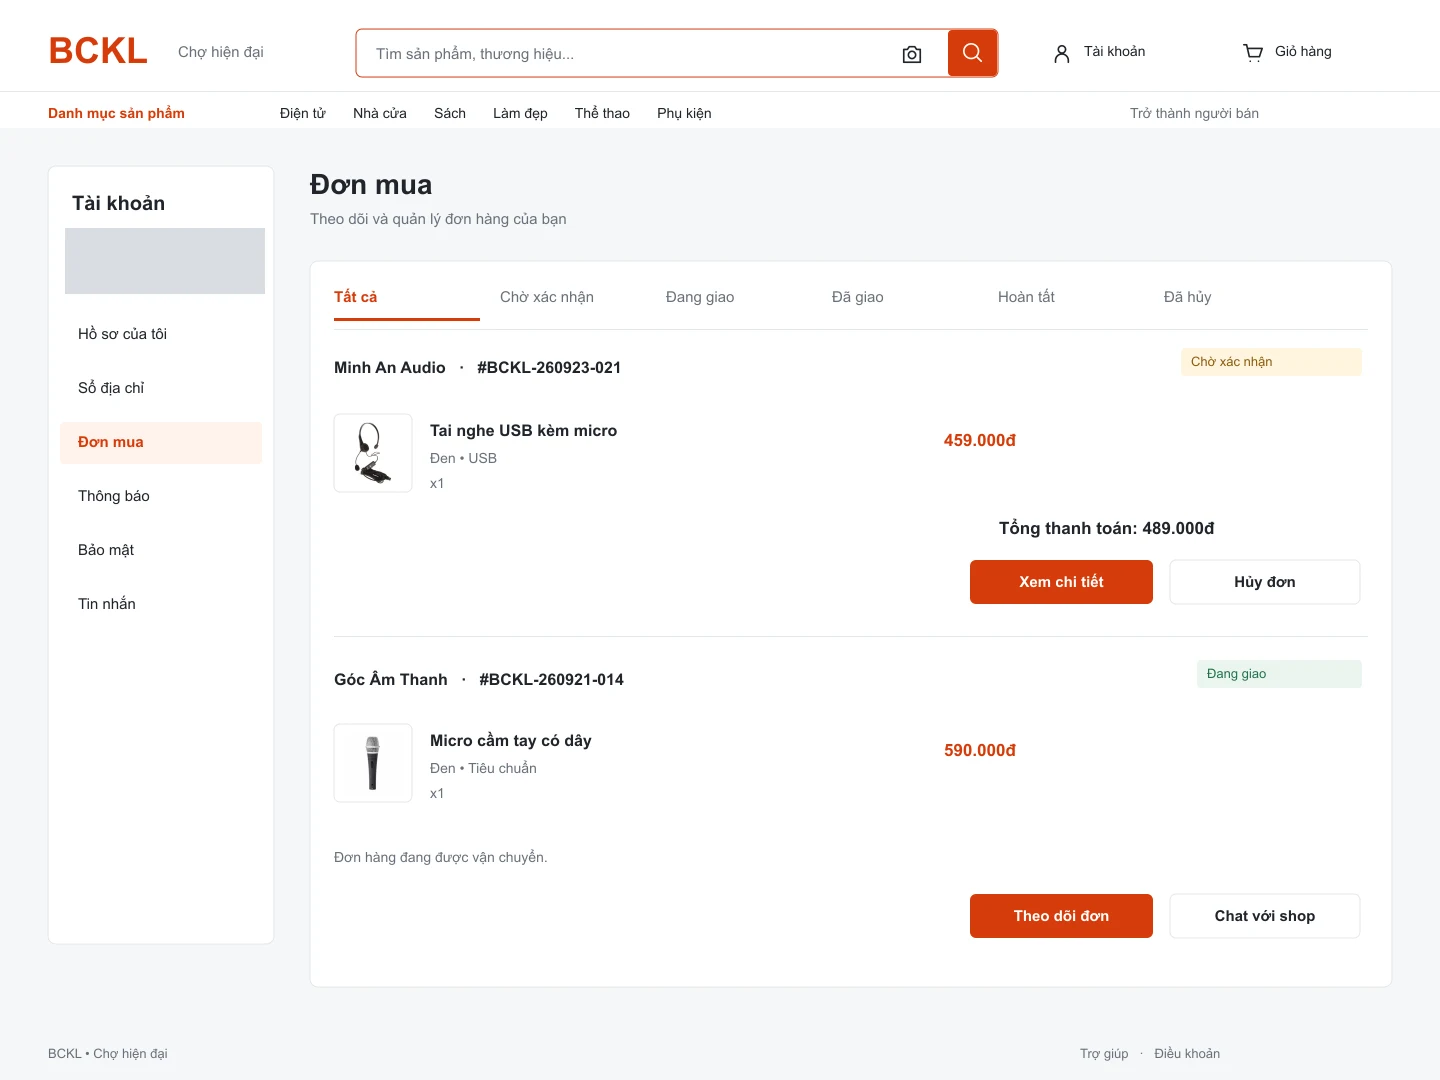 BCKL
Chợ hiện đại
Tìm sản phẩm, thương hiệu...
Tài khoản
Giỏ hàng
Danh mục sản phẩm
Điện tử
Nhà cửa
Sách
Làm đẹp
Thể thao
Phụ kiện
Trở thành người bán
Tài khoản
Hồ sơ của tôi
Sổ địa chỉ
Đơn mua
Thông báo
Bảo mật
Tin nhắn
Đơn mua
Theo dõi và quản lý đơn hàng của bạn
Tất cả
Chờ xác nhận
Đang giao
Đã giao
Hoàn tất
Đã hủy
Minh An Audio · #BCKL-260923-021
Chờ xác nhận
Tai nghe USB kèm micro
Đen • USB
x1
459.000đ
Tổng thanh toán: 489.000đ
Xem chi tiết
Hủy đơn
Góc Âm Thanh · #BCKL-260921-014
Đang giao
Micro cầm tay có dây
Đen • Tiêu chuẩn
x1
590.000đ
Đơn hàng đang được vận chuyển.
Theo dõi đơn
Chat với shop
BCKL • Chợ hiện đại
Trợ giúp · Điều khoản